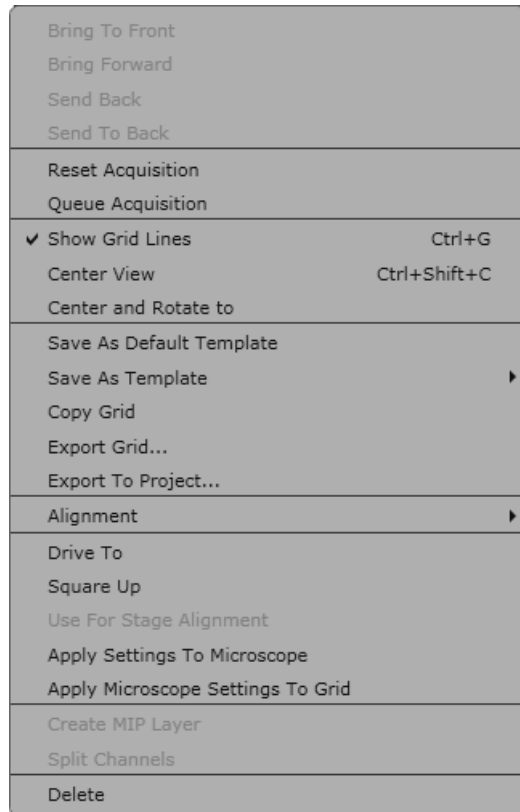 Bring To Front
Bring Forward
Send Back
Send To Back
Reset Acquisition
Queue Acquisition
Show Grid Lines Ctrl+G
Center View Ctrl+Shift+C
Center and Rotate to
Save As Default Template
Save As Template
Copy Grid
Export Grid...
Export To Project...
Alignment
Drive To
Square Up
Use For Stage Alignment
Apply Settings To Microscope
Apply Microscope Settings To Grid
Create MIP Layer
Split Channels
Delete